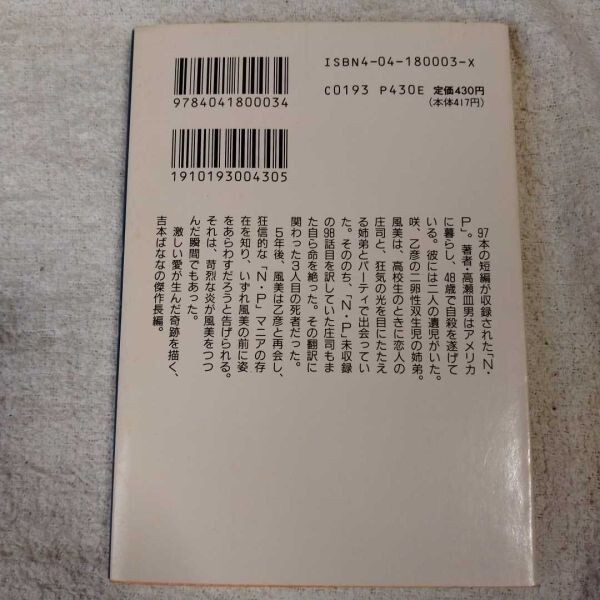 ISBN4-04-180003-X
C0193 P430E 定価430円
(本体417円)
9784041800034
1910193004305
97本の短編が収録された「N・
P」。著者・高瀬皿男はアメリカ
に暮らし、48歳で自殺を遂げて
いる。彼には二人の遺児がいた。
咲、乙彦の二卵性双生児の姉弟。
風美は、高校生のときに恋人の
庄司と、狂気の光を目にたたえ
る姉弟とパーティで出会ってい
た。そののち、「N・P」未収録
の98話目を訳していた庄司もま
た自ら命を絶った。その翻訳に
関わった3人目の死者だった。
5年後、風美は乙彦と再会し、
狂信的な「N・P」マニアの存
在を知り、いずれ風美の前に姿
をあらわすだろうと告げられる。
それは、苛烈な炎が風美をつつ
んだ瞬間でもあった。
激しい愛が生んだ奇跡を描く、
吉本ばななの傑作長編。